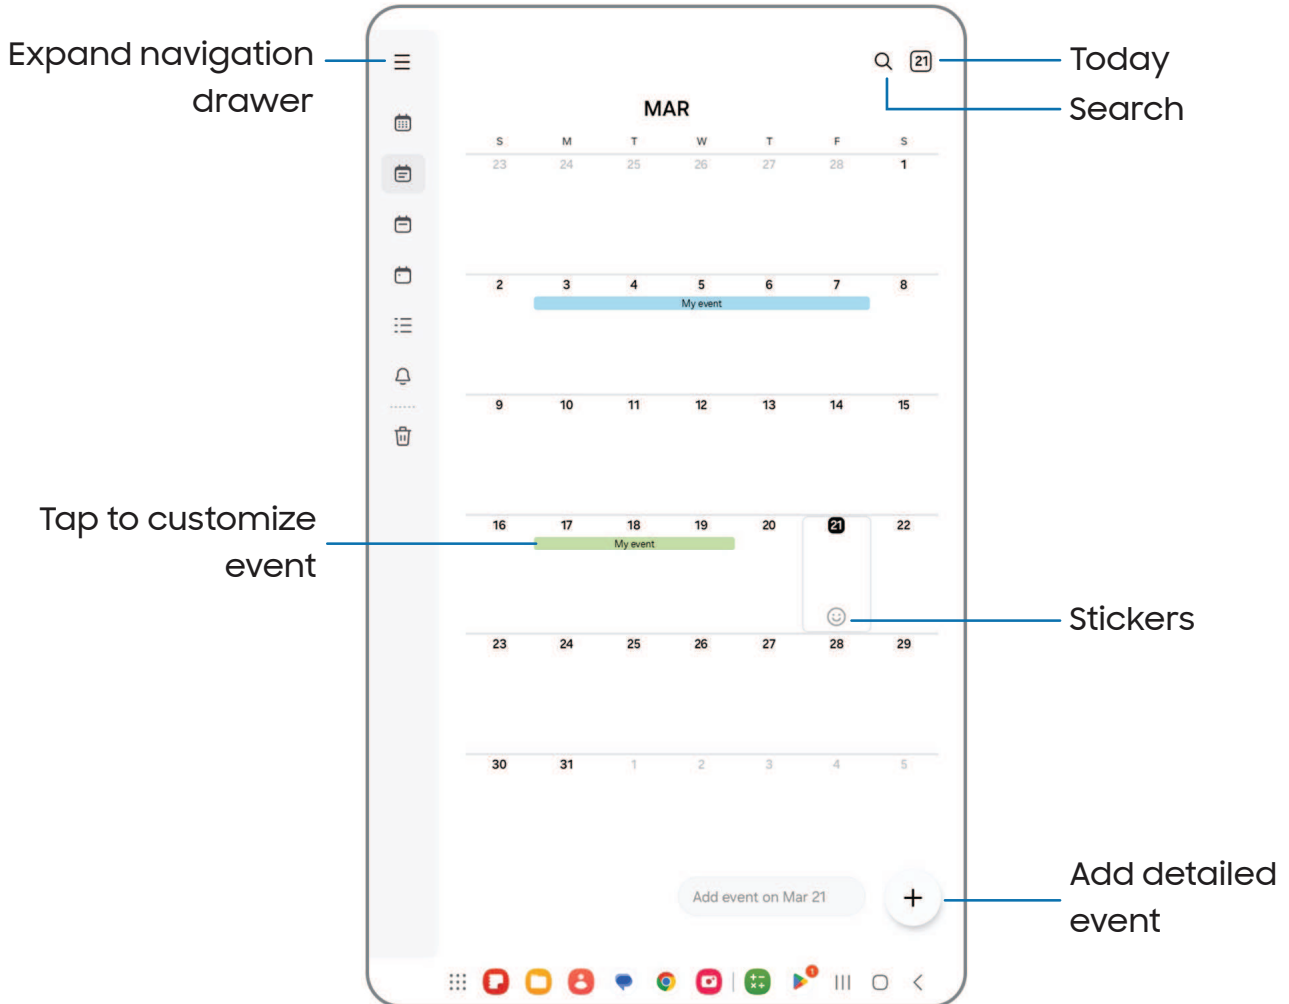 Expand navigation
drawer
21
Today
Search
MAR
S M T W T F S
23 24 25 26 27 28 1
2 3 4 5 6 7 8
My event
9 10 11 12 13 14 15
Tap to customize
event
16 17 18 19 20 21 22
My event
Stickers
23 24 25 26 27 28 29
30 31 1 2 3 4 5
Add event on Mar 21
+
Add detailed
event
1